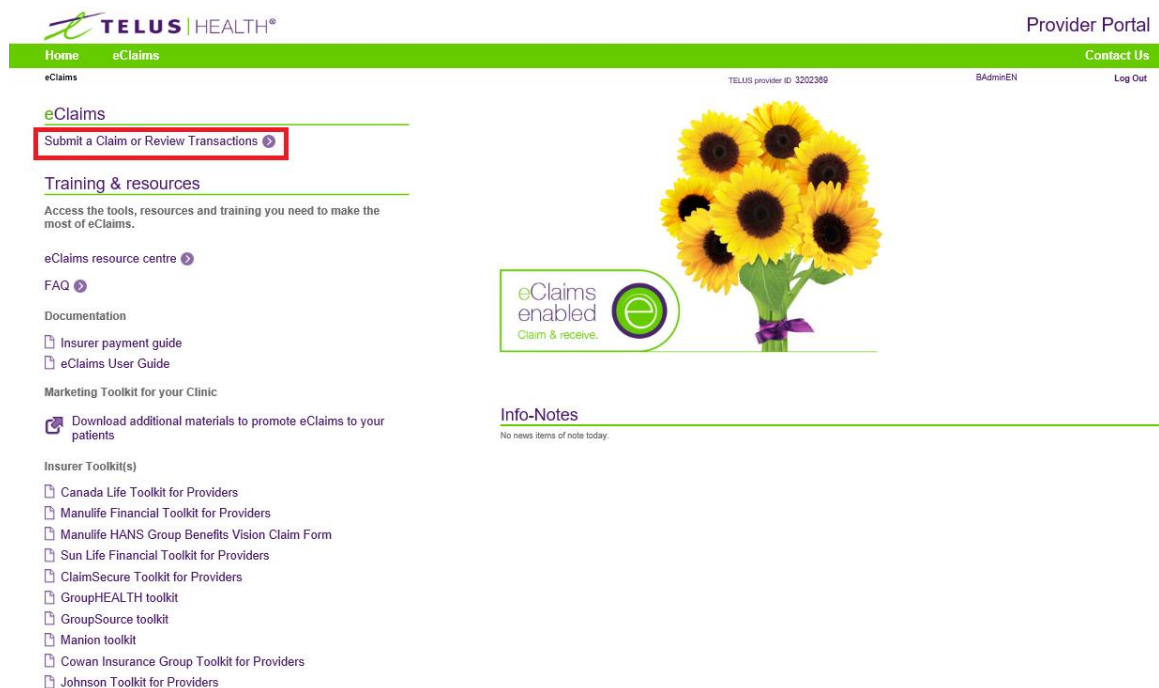 TELUS | HEALTH®
Provider Portal
Home eClaims
Contact Us
eClaims
TELUS provider ID 3202369
BAdminEN
Log Out
eClaims
Submit a Claim or Review Transactions
Training & resources
Access the tools, resources and training you need to make the
most of eClaims.
eClaims resource centre
FAQ
Documentation
Insurer payment guide
eClaims User Guide
Marketing Toolkit for your Clinic
Download additional materials to promote eClaims to your
patients
Insurer Toolkit(s)
Canada Life Toolkit for Providers
Manulife Financial Toolkit for Providers
Manulife HANS Group Benefits Vision Claim Form
Sun Life Financial Toolkit for Providers
ClaimSecure Toolkit for Providers
GroupHEALTH toolkit
GroupSource toolkit
Manion toolkit
Cowan Insurance Group Toolkit for Providers
Johnson Toolkit for Providers
eClaims
enabled
Claim & receive.
e
Info-Notes
No news items of note today.